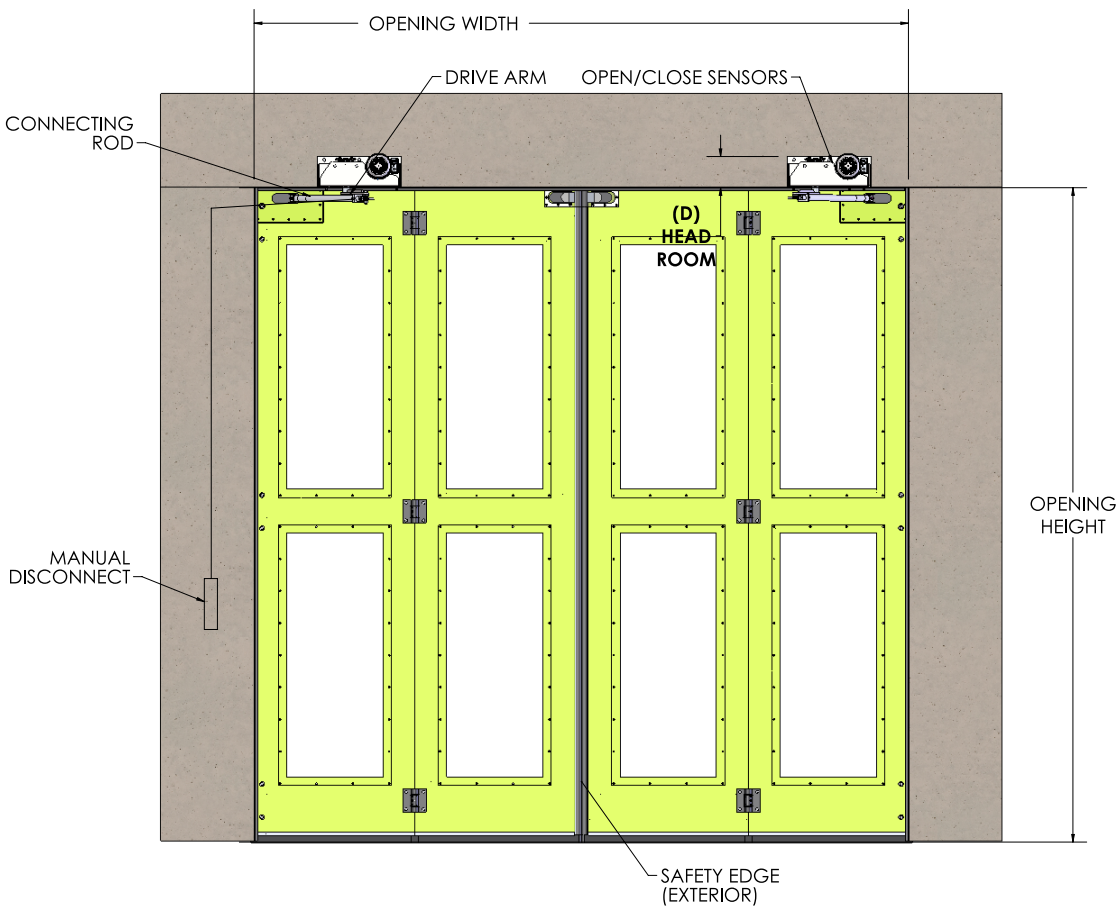 OPENING WIDTH
DRIVE ARM
OPEN/CLOSE SENSORS
CONNECTING
ROD
(D)
HEAD
ROOM
OPENING
HEIGHT
MANUAL
DISCONNECT
SAFETY EDGE
(EXTERIOR)